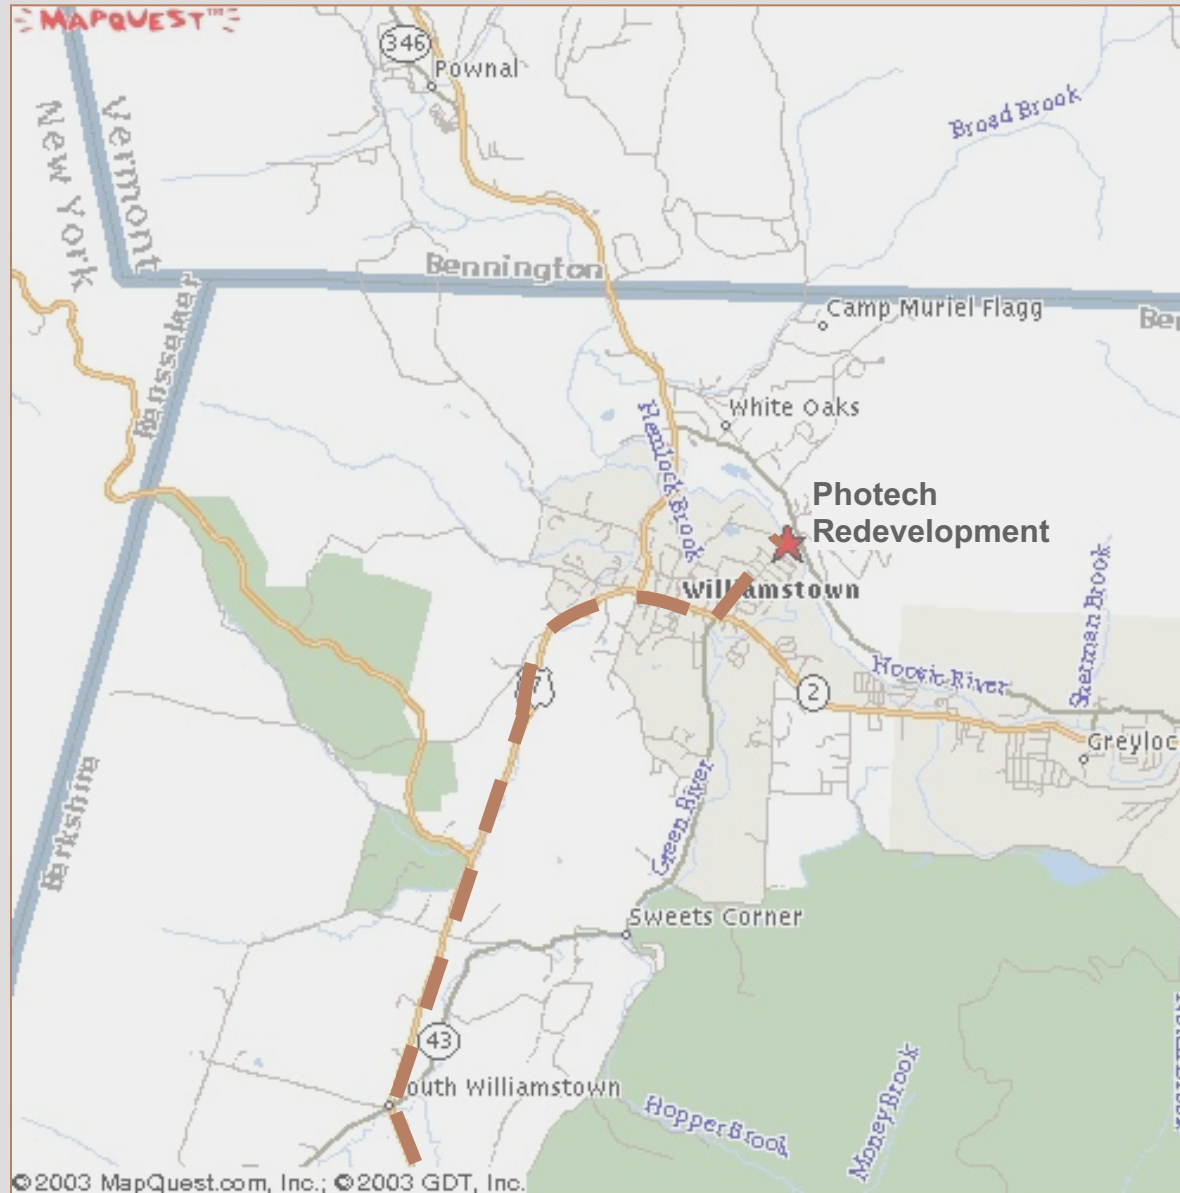 MAPQUEST™
346
Pownal
Broad Brook
Vermont
New York
Bennington
Camp Muriel Flagg
Rensselaer
White Oaks
Hemlock Brook
Photech
Redevelopment
Williamstown
Sherman Brook
Hoosic River
7
2
Greyloc
Berkshire
Green River
Sweets Corner
43
outh Williamstown
Hopper Brook
Money Brook
©2003 MapQuest.com, Inc.; ©2003 GDT, Inc.